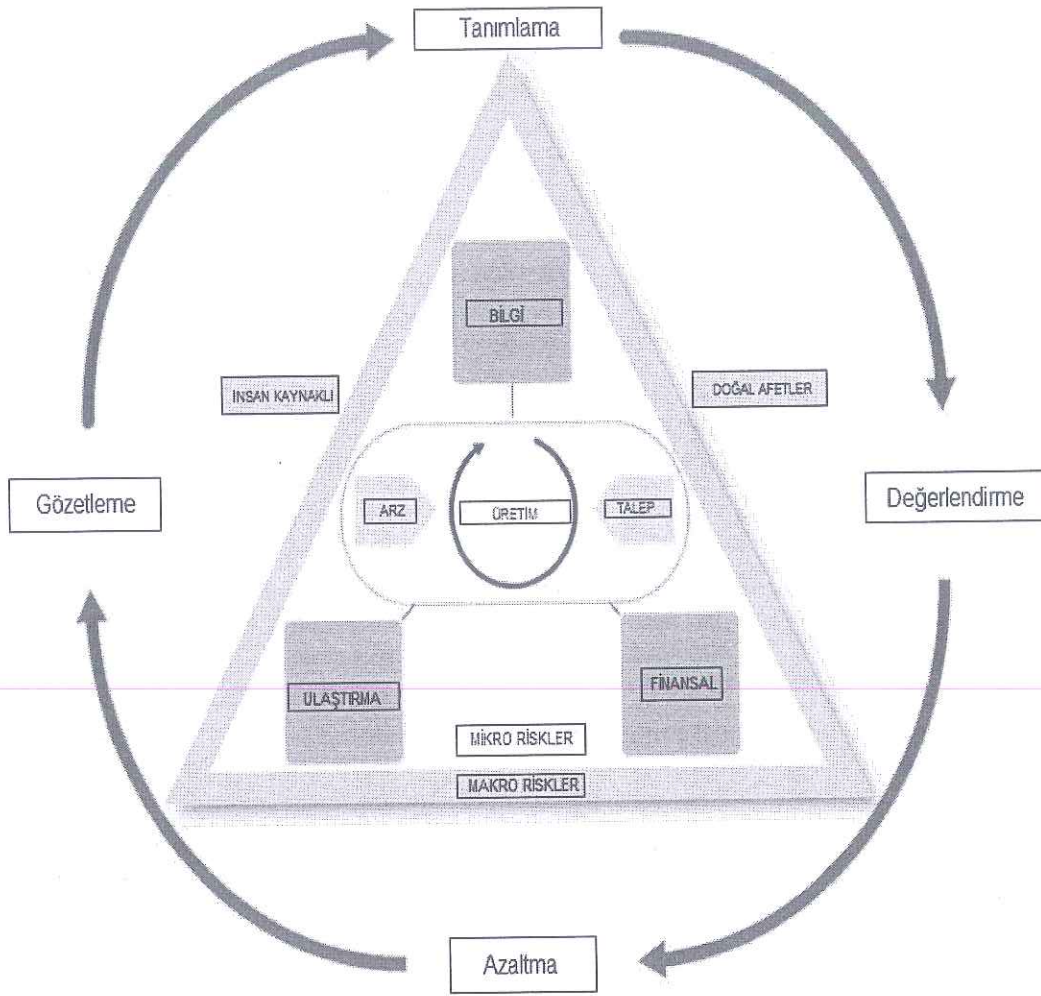 Tanımlama
BİLGİ
İNSAN KAYNAKLI
DOĞAL AFETLER
Gözetleme
ARZ
ÜRETİM
TALEP
Değerlendirme
ULAŞTIRMA
FİNANSAL
MİKRO RİSKLER
MAKRO RİSKLER
Azaltma